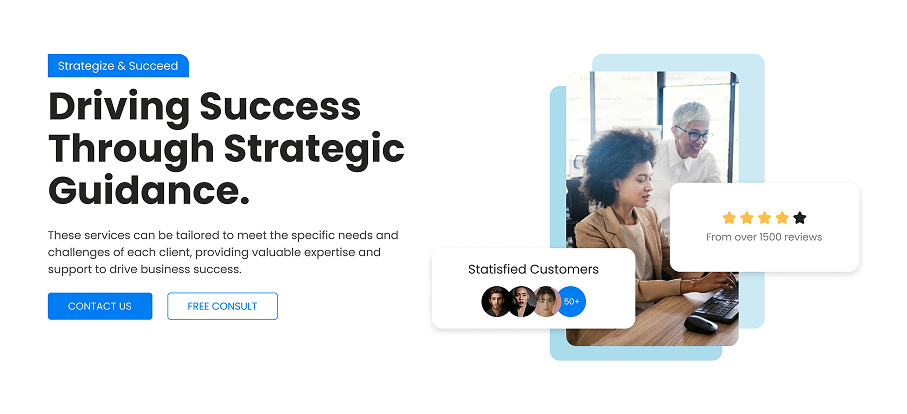 Strategize & Succeed
Driving Success
Through Strategic
Guidance.
These services can be tailored to meet the specific needs and
challenges of each client, providing valuable expertise and
support to drive business success.
CONTACT US
FREE CONSULT
From over 1500 reviews
Statisfied Customers
50+